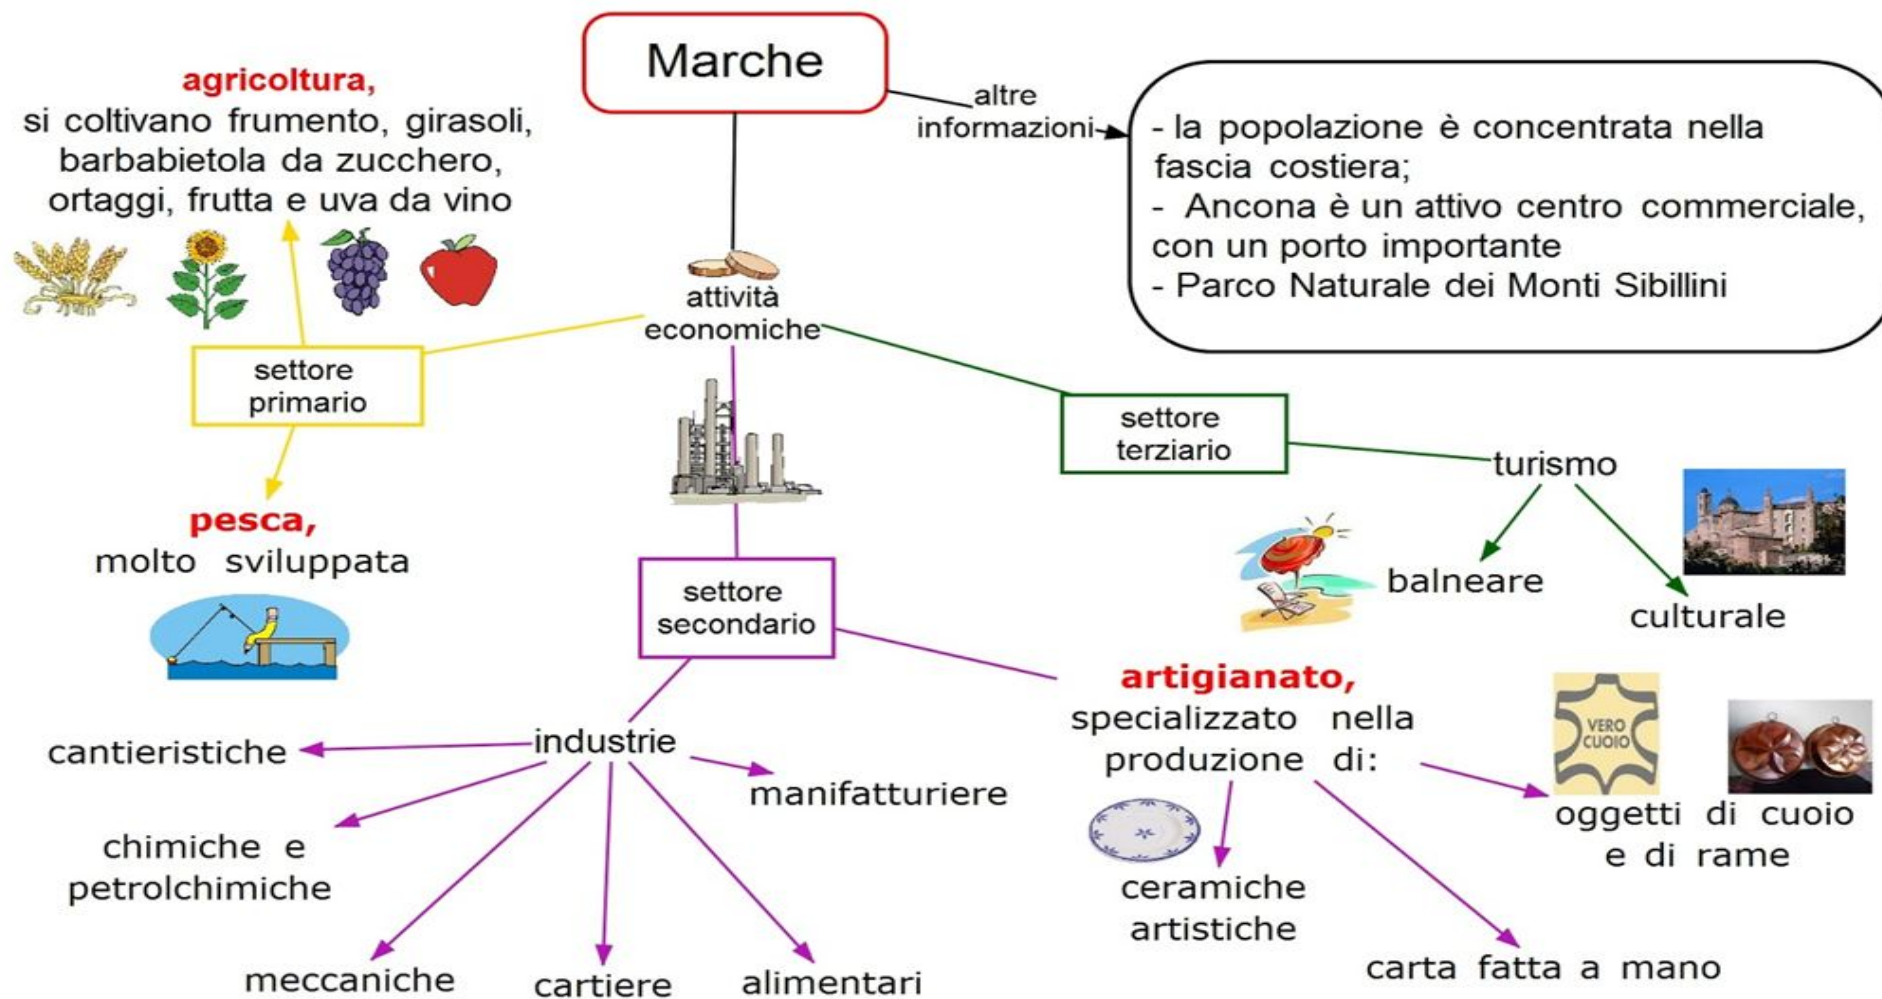 Marche
altre
informazioni
- la popolazione è concentrata nella
fascia costiera;
- Ancona è un attivo centro commerciale,
con un porto importante
- Parco Naturale dei Monti Sibillini
agricoltura,
si coltivano frumento, girasoli,
barbabietola da zucchero,
ortaggi, frutta e uva da vino
attività
economiche
settore
primario
pesca,
molto sviluppata
settore
terziario
turismo
balneare
culturale
settore
secondario
industrie
cantieristiche
chimiche e
petrolchimiche
meccaniche
cartiere
alimentari
manifatturiere
artigianato,
specializzato nella
produzione di:
ceramiche
artistiche
carta fatta a mano
VERO
CUOIO
oggetti di cuoio
e di rame